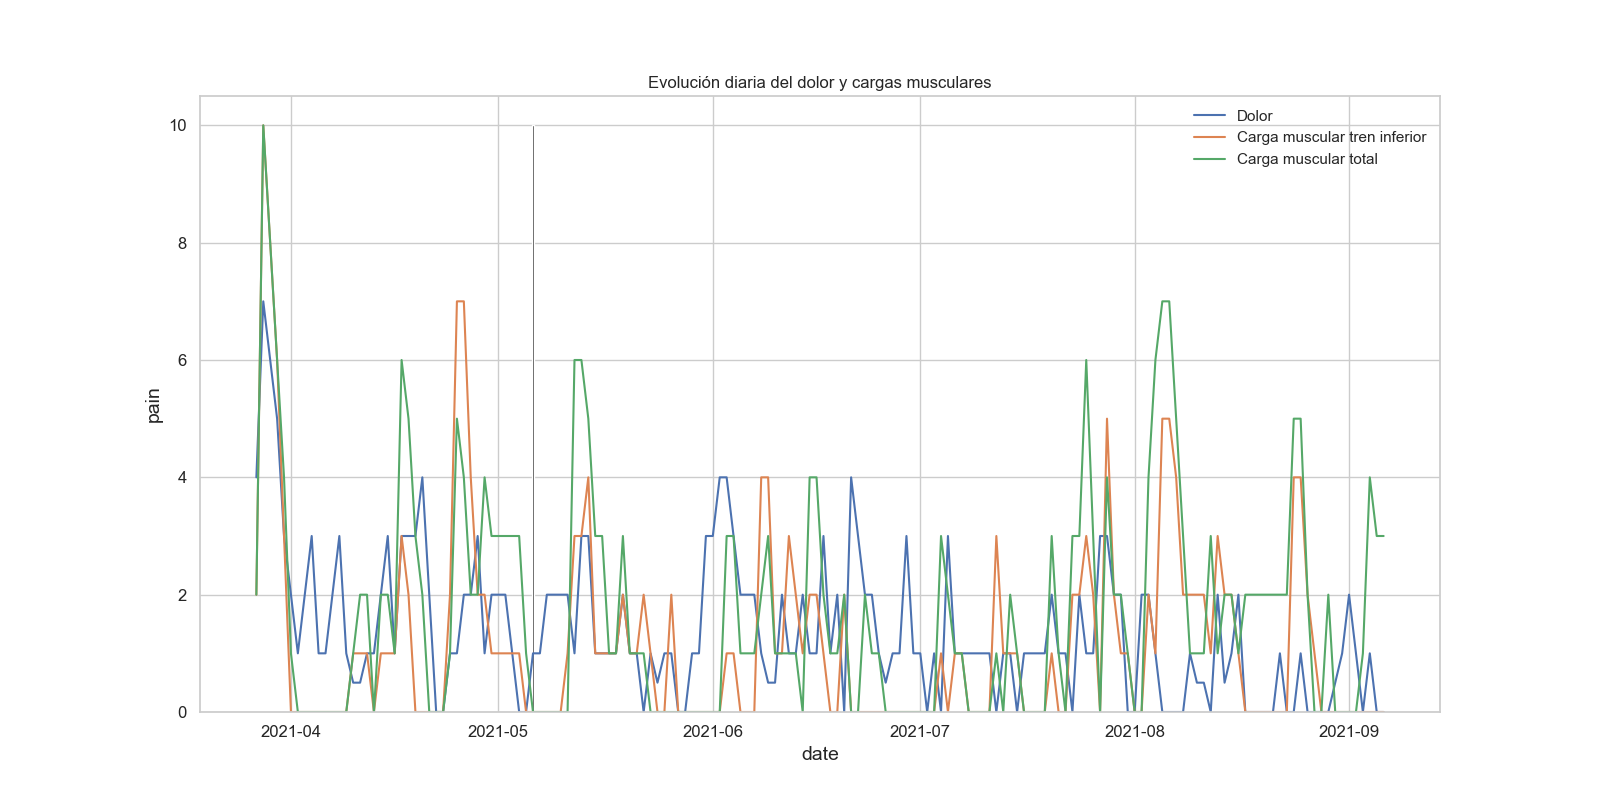 Evolución diaria del dolor y cargas musculares
Dolor
Carga muscular tren inferior
Carga muscular total
pain
10
8
6
4
2
0
2021-04
2021-05
2021-06
2021-07
2021-08
2021-09
date